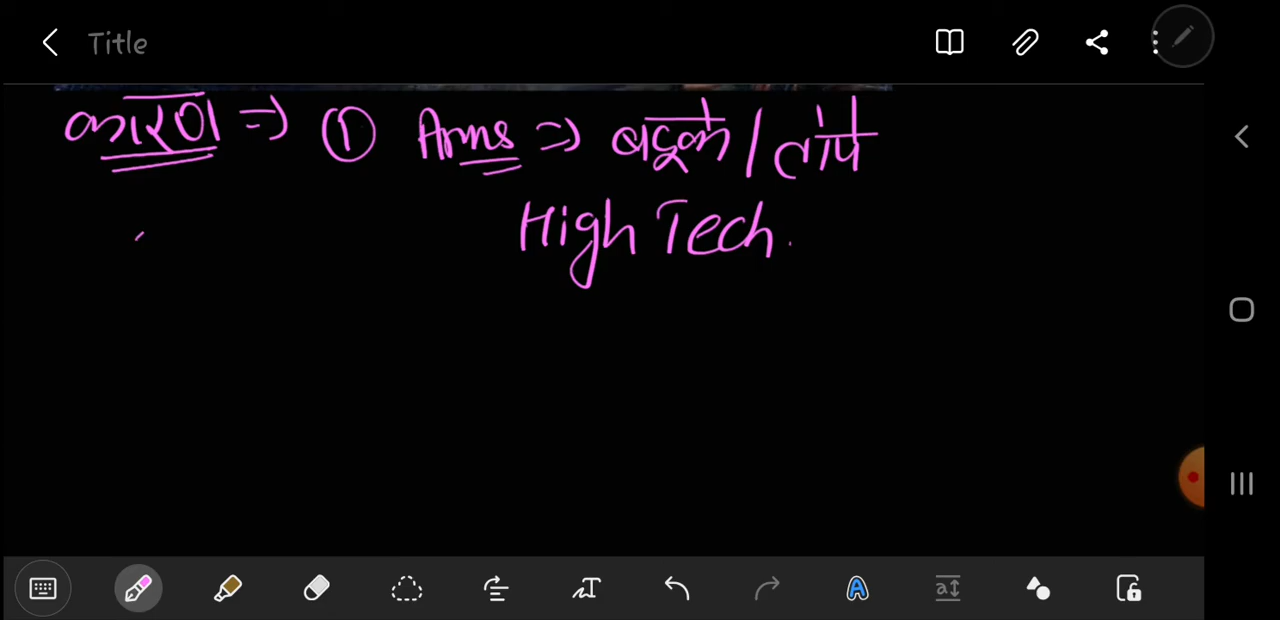 Title
कारण => ① Arms => बंदूक / तोप
High Tech.